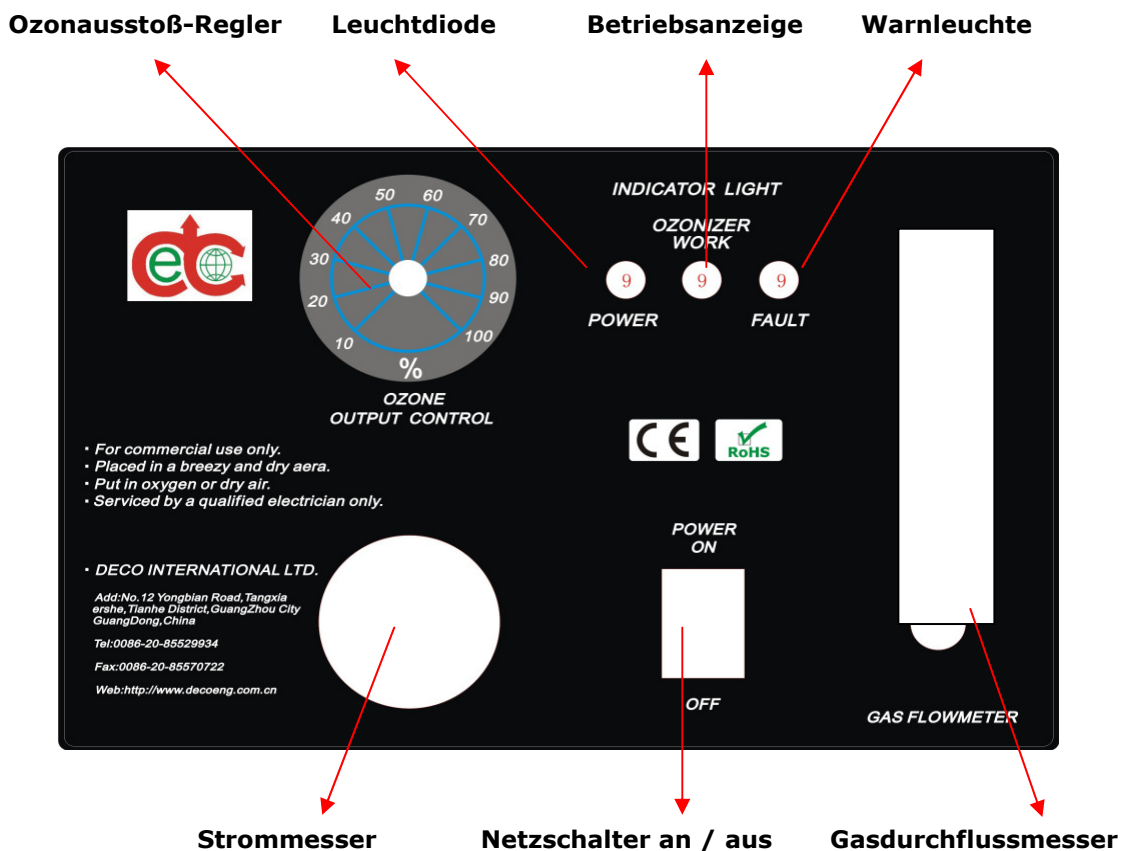 Ozonausstoß-Regler Leuchtdiode Betriebsanzeige Warnleuchte
INDICATOR LIGHT
OZONIZER
WORK
9 9 9
POWER FAULT
50 60
40 70
30 80
20 90
10 100
%
OZONE
OUTPUT CONTROL
etc
CE RoHS
· For commercial use only.
· Placed in a breezy and dry aera.
· Put in oxygen or dry air.
· Serviced by a qualified electrician only.
POWER
ON
OFF
· DECO INTERNATIONAL LTD.
Add:No.12 Yongbian Road,Tangxia
ershe,Tianhe District,GuangZhou City
GuangDong,China
Tel:0086-20-85529934
Fax:0086-20-85570722
Web:http://www.decoeng.com.cn
GAS FLOWMETER
Strommesser Netzschalter an / aus Gasdurchflussmesser